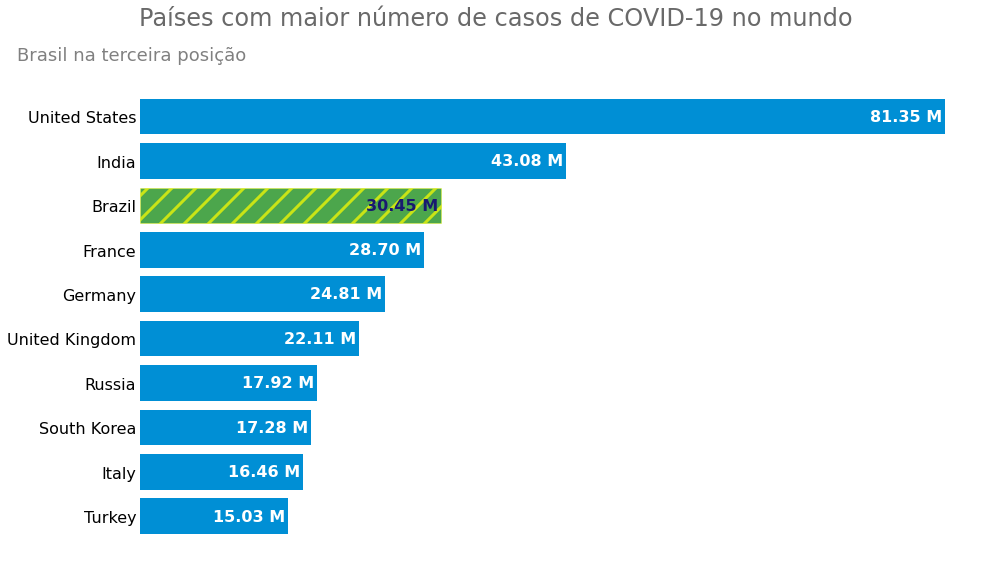 Países com maior número de casos de COVID-19 no mundo
Brasil na terceira posição
United States 81.35 M
India 43.08 M
Brazil 30.45 M
France 28.70 M
Germany 24.81 M
United Kingdom 22.11 M
Russia 17.92 M
South Korea 17.28 M
Italy 16.46 M
Turkey 15.03 M